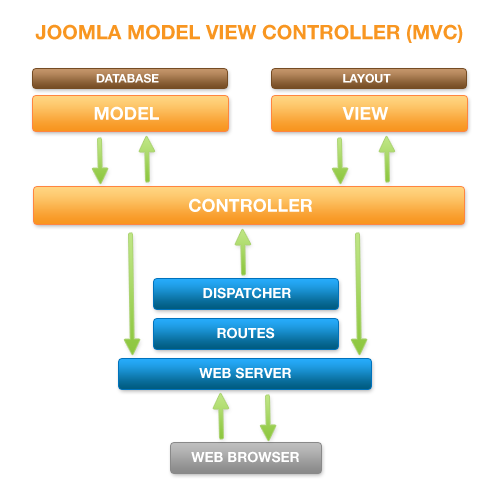 JOOMLA MODEL VIEW CONTROLLER (MVC)
DATABASE
MODEL
LAYOUT
VIEW
CONTROLLER
DISPATCHER
ROUTES
WEB SERVER
WEB BROWSER